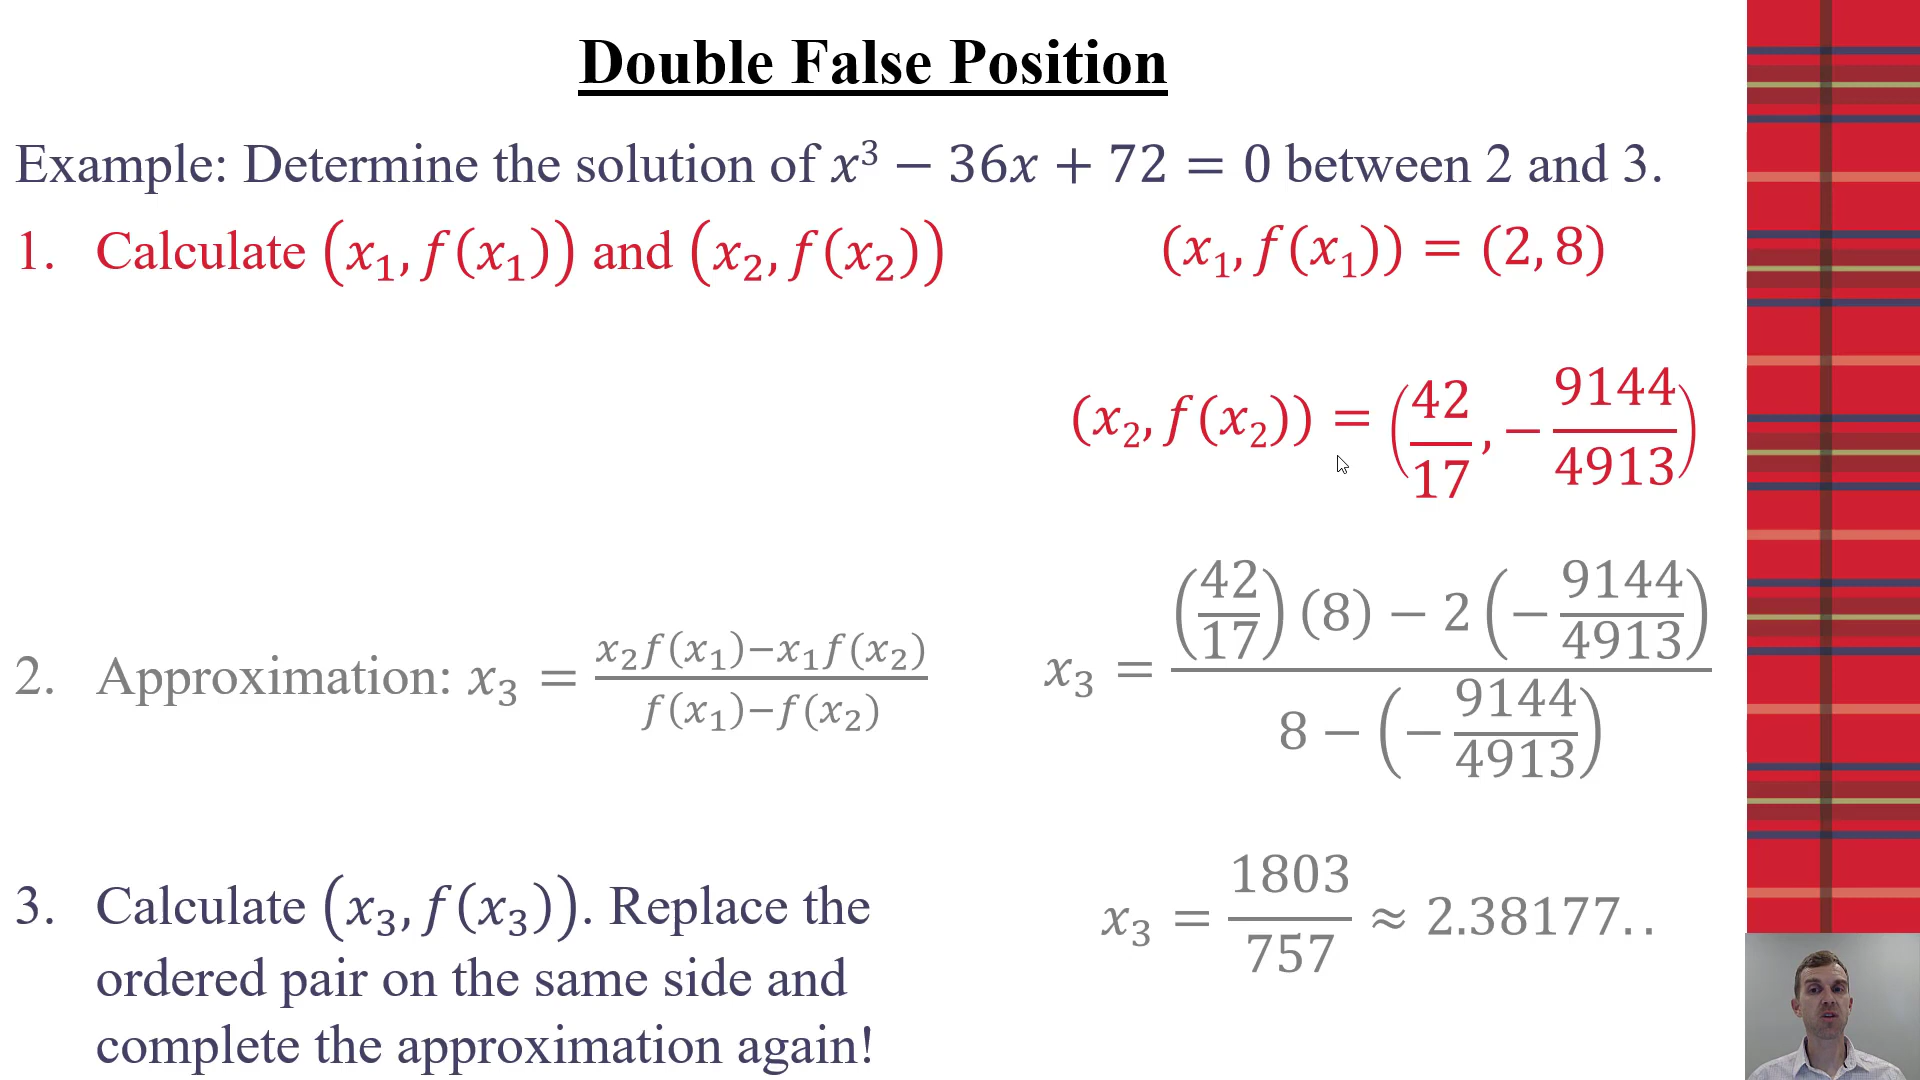 Double False Position
Example: Determine the solution of x³ − 36x + 72 = 0 between 2 and 3.
1. Calculate (x₁, f(x₁)) and (x₂, f(x₂))
(x₁, f(x₁)) = (2, 8)
(x₂, f(x₂)) = (42/17, −9144/4913)
2. Approximation: x₃ = (x₂f(x₁)−x₁f(x₂))/(f(x₁)−f(x₂))
x₃ = ((42/17)(8) − 2(−9144/4913))/(8 − (−9144/4913))
3. Calculate (x₃, f(x₃)). Replace the
ordered pair on the same side and
complete the approximation again!
x₃ = 1803/757 ≈ 2.38177..